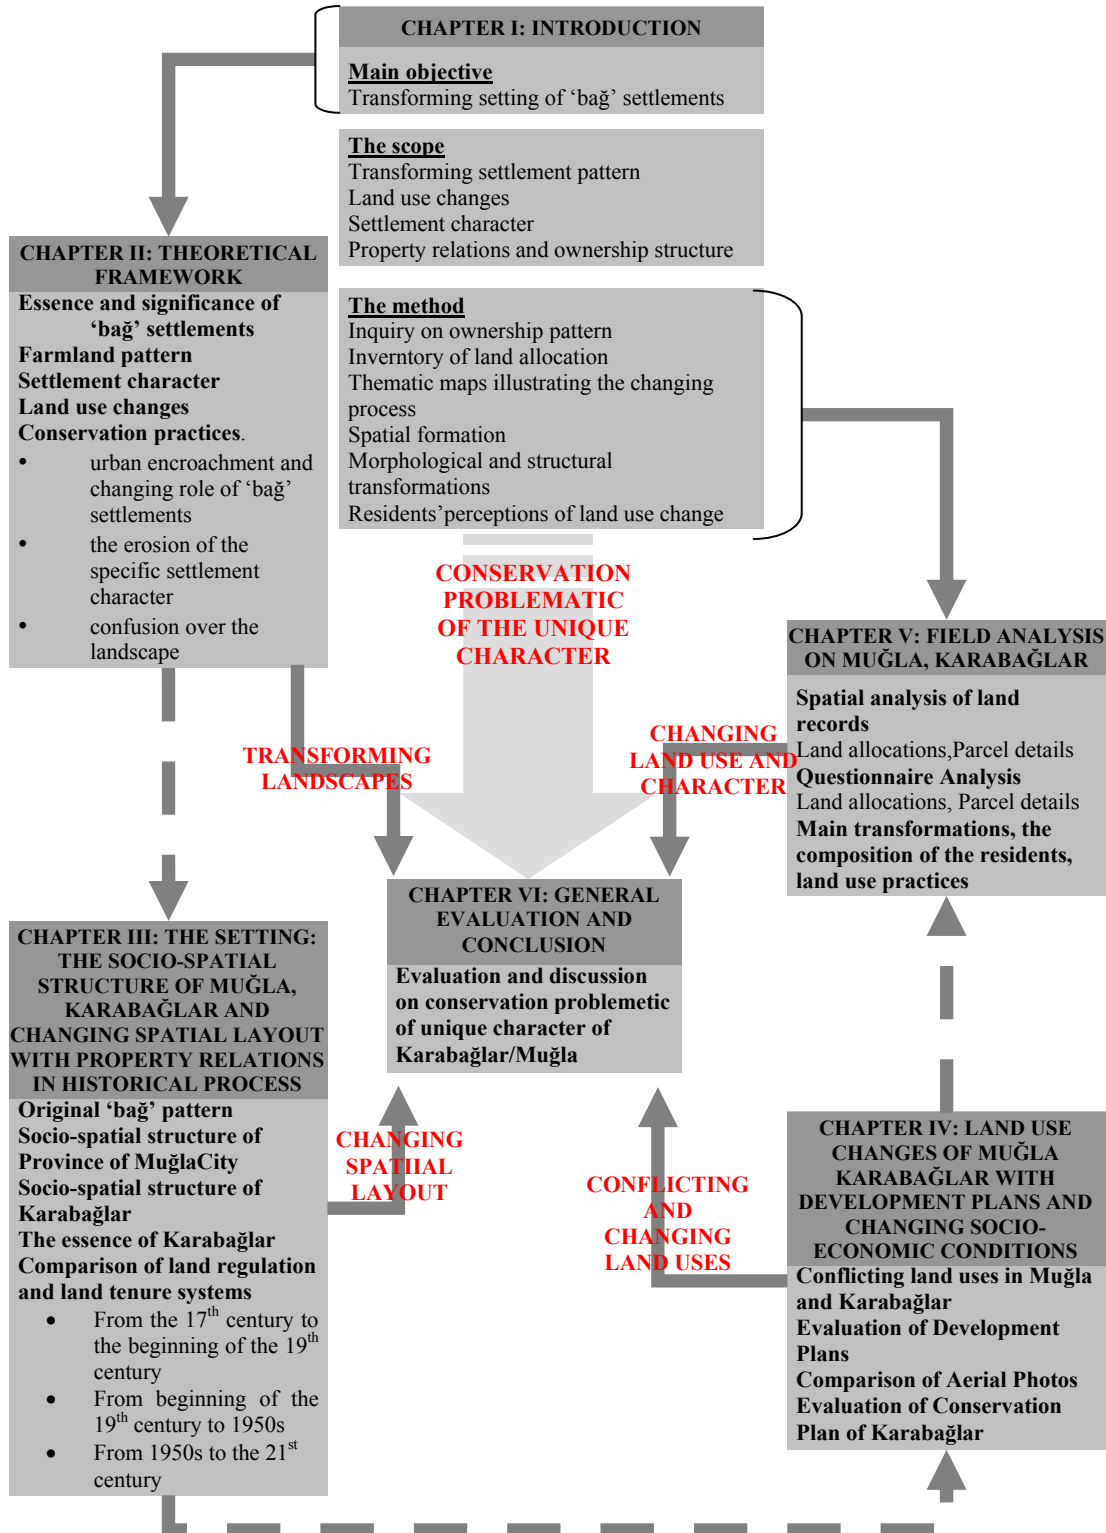 CHAPTER I: INTRODUCTION
Main objective
Transforming setting of ‘bağ’ settlements
The scope
Transforming settlement pattern
Land use changes
Settlement character
Property relations and ownership structure
The method
Inquiry on ownership pattern
Inverntory of land allocation
Thematic maps illustrating the changing
process
Spatial formation
Morphological and structural
transformations
Residents’perceptions of land use change
CHAPTER II: THEORETICAL
FRAMEWORK
Essence and significance of
‘bağ’ settlements
Farmland pattern
Settlement character
Land use changes
Conservation practices.
• urban encroachment and
changing role of ‘bağ’
settlements
• the erosion of the
specific settlement
character
• confusion over the
landscape
CONSERVATION
PROBLEMATIC
OF THE UNIQUE
CHARACTER
TRANSFORMING
LANDSCAPES
CHANGING
LAND USE AND
CHARACTER
CHAPTER V: FIELD ANALYSIS
ON MUĞLA, KARABAĞLAR
Spatial analysis of land
records
Land allocations,Parcel details
Questionnaire Analysis
Land allocations, Parcel details
Main transformations, the
composition of the residents,
land use practices
CHAPTER VI: GENERAL
EVALUATION AND
CONCLUSION
Evaluation and discussion
on conservation problemetic
of unique character of
Karabağlar/Muğla
CHAPTER III: THE SETTING:
THE SOCIO-SPATIAL
STRUCTURE OF MUĞLA,
KARABAĞLAR AND
CHANGING SPATIAL LAYOUT
WITH PROPERTY RELATIONS
IN HISTORICAL PROCESS
Original ‘bağ’ pattern
Socio-spatial structure of
Province of MuğlaCity
Socio-spatial structure of
Karabağlar
The essence of Karabağlar
Comparison of land regulation
and land tenure systems
• From the 17th century to
the beginning of the 19th
century
• From beginning of the
19th century to 1950s
• From 1950s to the 21st
century
CHANGING
SPATIIAL
LAYOUT
CONFLICTING
AND
CHANGING
LAND USES
CHAPTER IV: LAND USE
CHANGES OF MUĞLA
KARABAĞLAR WITH
DEVELOPMENT PLANS AND
CHANGING SOCIO-
ECONOMIC CONDITIONS
Conflicting land uses in Muğla
and Karabağlar
Evaluation of Development
Plans
Comparison of Aerial Photos
Evaluation of Conservation
Plan of Karabağlar